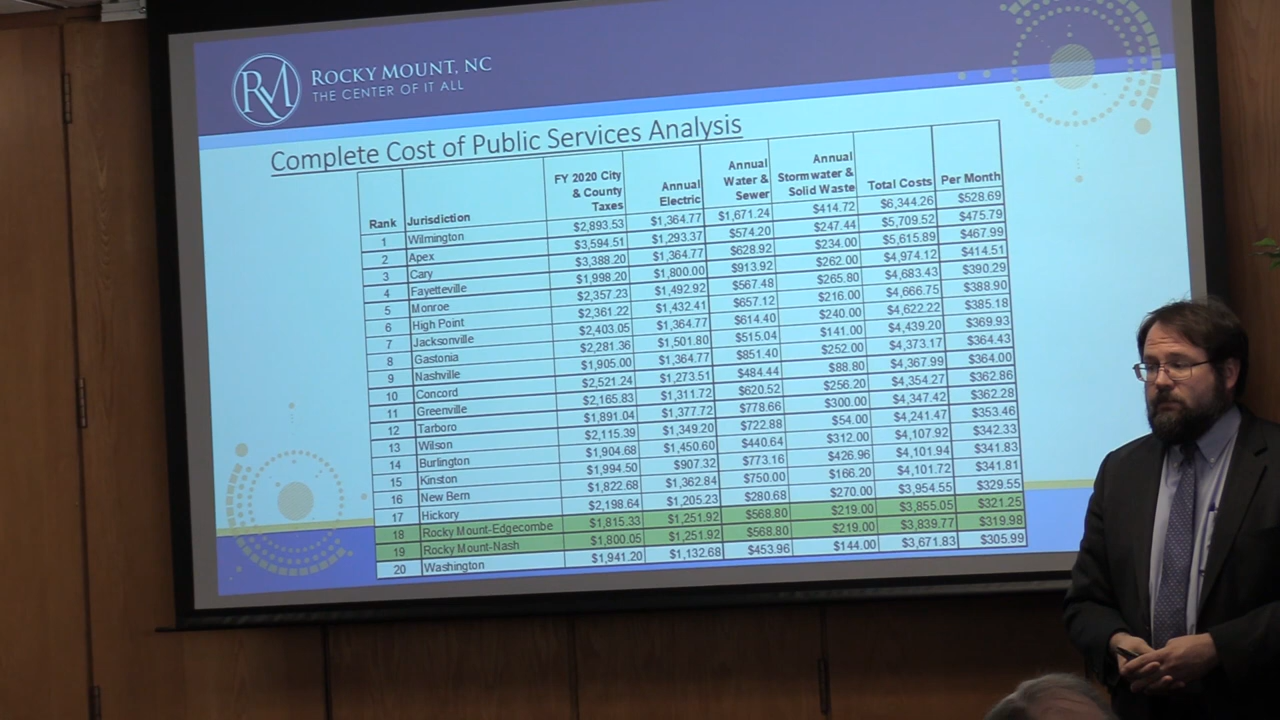 RM
ROCKY MOUNT, NC
THE CENTER OF IT ALL
Complete Cost of Public Services Analysis
Rank Jurisdiction FY 2020 City & County Taxes Annual Electric Annual Water & Sewer Annual Stormwater & Solid Waste Total Costs Per Month
1 Wilmington $2,893.53 $1,364.77 $1,671.24 $414.72 $6,344.26 $528.69
2 Apex $3,594.51 $1,293.37 $574.20 $247.44 $5,709.52 $475.79
3 Cary $3,388.20 $1,364.77 $628.92 $234.00 $5,615.89 $467.99
4 Fayetteville $1,998.20 $1,800.00 $913.92 $262.00 $4,974.12 $414.51
5 Monroe $2,357.23 $1,492.92 $567.48 $265.80 $4,683.43 $390.29
6 High Point $2,361.22 $1,432.41 $657.12 $216.00 $4,666.75 $388.90
7 Jacksonville $2,403.05 $1,364.77 $614.40 $240.00 $4,622.22 $385.18
8 Gastonia $2,281.36 $1,501.80 $515.04 $141.00 $4,439.20 $369.93
9 Nashville $1,905.00 $1,364.77 $851.40 $252.00 $4,373.17 $364.43
10 Concord $2,521.24 $1,273.51 $484.44 $88.80 $4,367.99 $364.00
11 Greenville $2,165.83 $1,311.72 $620.52 $256.20 $4,354.27 $362.86
12 Tarboro $1,891.04 $1,377.72 $778.66 $300.00 $4,347.42 $362.28
13 Wilson $2,115.39 $1,349.20 $722.88 $54.00 $4,241.47 $353.46
14 Burlington $1,904.68 $1,450.60 $440.64 $312.00 $4,107.92 $342.33
15 Kinston $1,994.50 $907.32 $773.16 $426.96 $4,101.94 $341.83
16 New Bern $1,822.68 $1,362.84 $750.00 $166.20 $4,101.72 $341.81
17 Hickory $2,198.64 $1,205.23 $280.68 $270.00 $3,954.55 $329.55
18 Rocky Mount-Edgecombe $1,815.33 $1,251.92 $568.80 $219.00 $3,855.05 $321.25
19 Rocky Mount-Nash $1,800.05 $1,251.92 $568.80 $219.00 $3,839.77 $319.98
20 Washington $1,941.20 $1,132.68 $453.96 $144.00 $3,671.83 $305.99